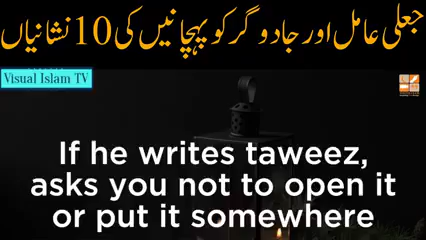 جعلی عامل اور جادوگر کو پہچانیں کی 10 نشانیاں
Visual Islam TV
If he writes taweez,
asks you not to open it
or put it somewhere